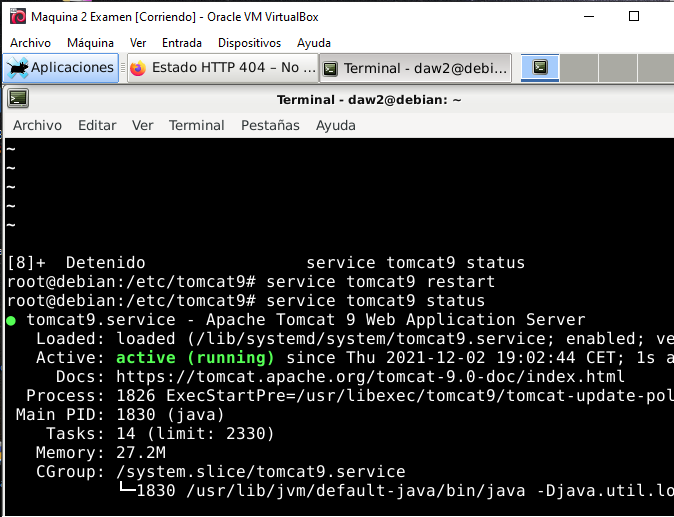 Maquina 2 Examen [Corriendo] - Oracle VM VirtualBox
Archivo Máquina Ver Entrada Dispositivos Ayuda
Aplicaciones Estado HTTP 404 – No ... Terminal - daw2@debi...
Terminal - daw2@debian: ~
Archivo Editar Ver Terminal Pestañas Ayuda
~
~
~
~
~
[8]+ Detenido service tomcat9 status
root@debian:/etc/tomcat9# service tomcat9 restart
root@debian:/etc/tomcat9# service tomcat9 status
● tomcat9.service - Apache Tomcat 9 Web Application Server
Loaded: loaded (/lib/systemd/system/tomcat9.service; enabled; ve
Active: active (running) since Thu 2021-12-02 19:02:44 CET; 1s a
Docs: https://tomcat.apache.org/tomcat-9.0-doc/index.html
Process: 1826 ExecStartPre=/usr/libexec/tomcat9/tomcat-update-pol
Main PID: 1830 (java)
Tasks: 14 (limit: 2330)
Memory: 27.2M
CGroup: /system.slice/tomcat9.service
└─1830 /usr/lib/jvm/default-java/bin/java -Djava.util.lo